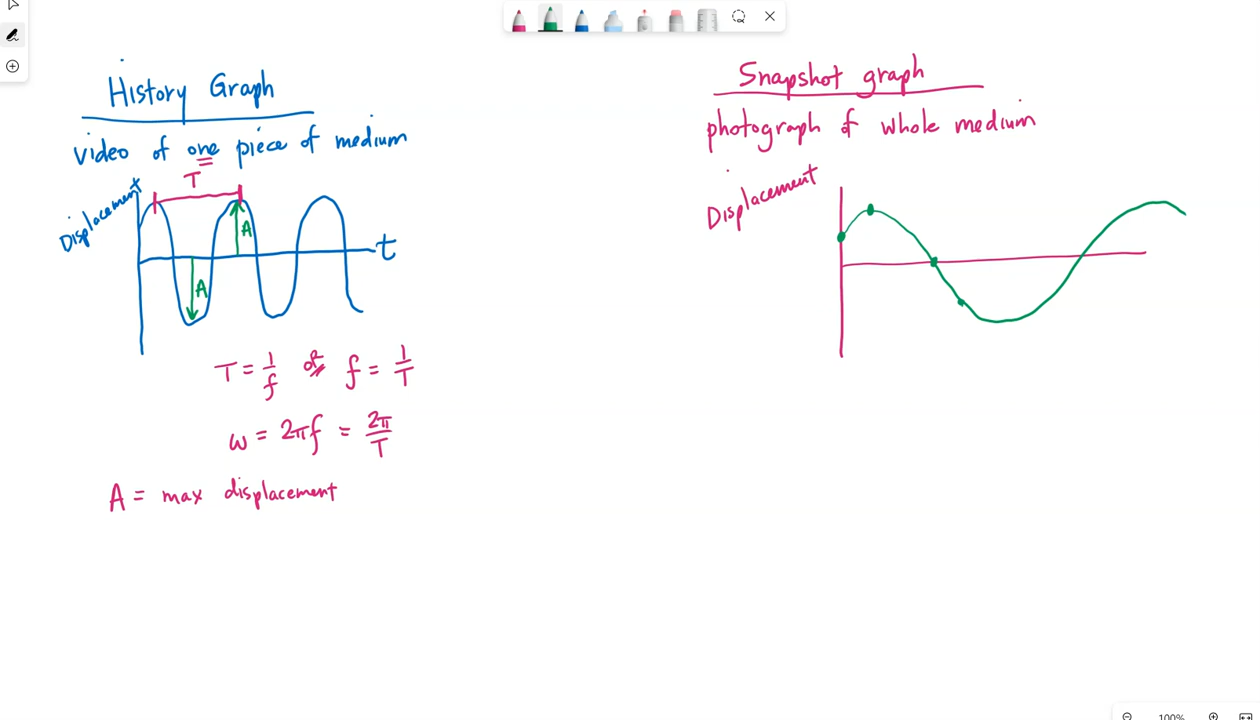 History Graph
video of one piece of medium
T
Displacement
A
A
t
T = 1/f or f = 1/T
ω = 2πf = 2π/T
A = max displacement
Snapshot graph
photograph of whole medium
Displacement
100%